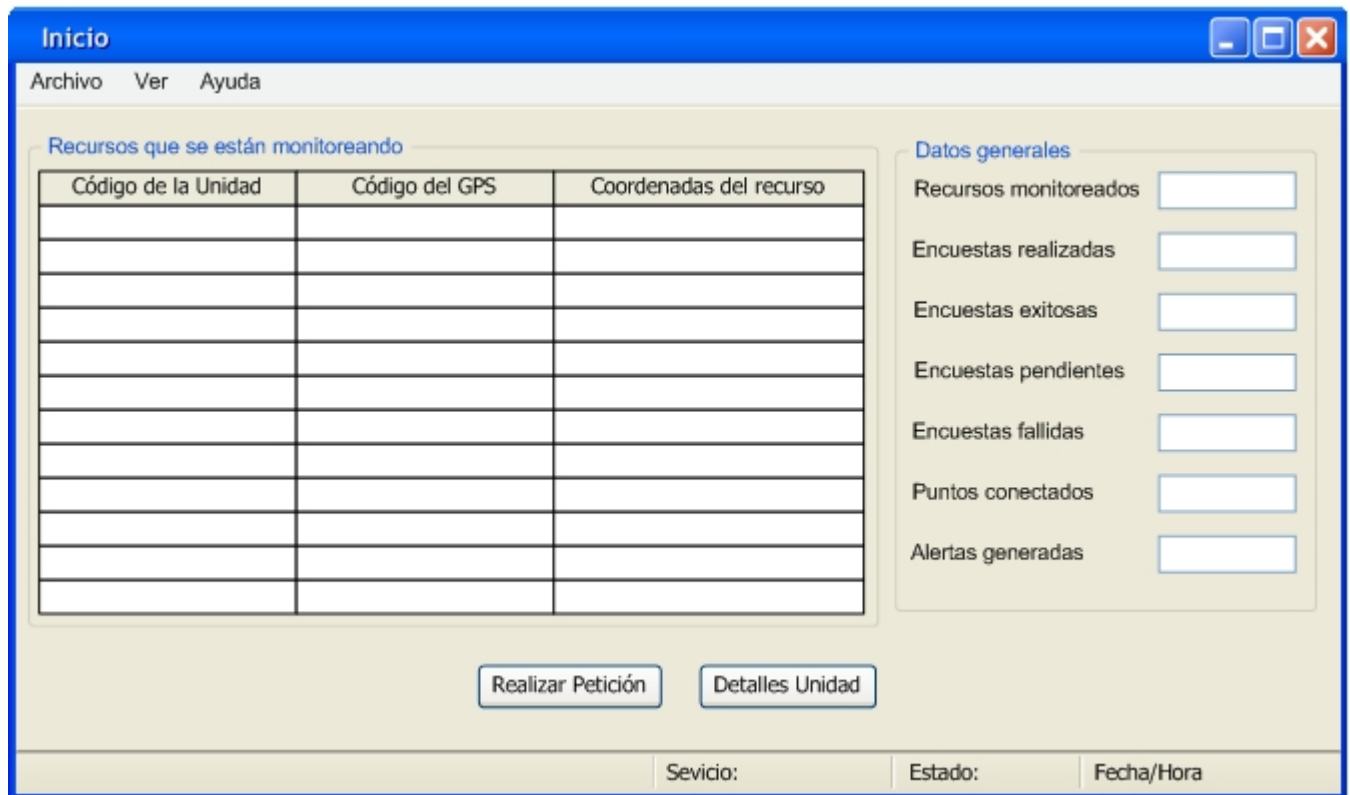 Inicio
Archivo Ver Ayuda
Recursos que se están monitoreando
Código de la Unidad Código del GPS Coordenadas del recurso
Datos generales
Recursos monitoreados
Encuestas realizadas
Encuestas exitosas
Encuestas pendientes
Encuestas fallidas
Puntos conectados
Alertas generadas
Realizar Petición Detalles Unidad
Sevicio: Estado: Fecha/Hora